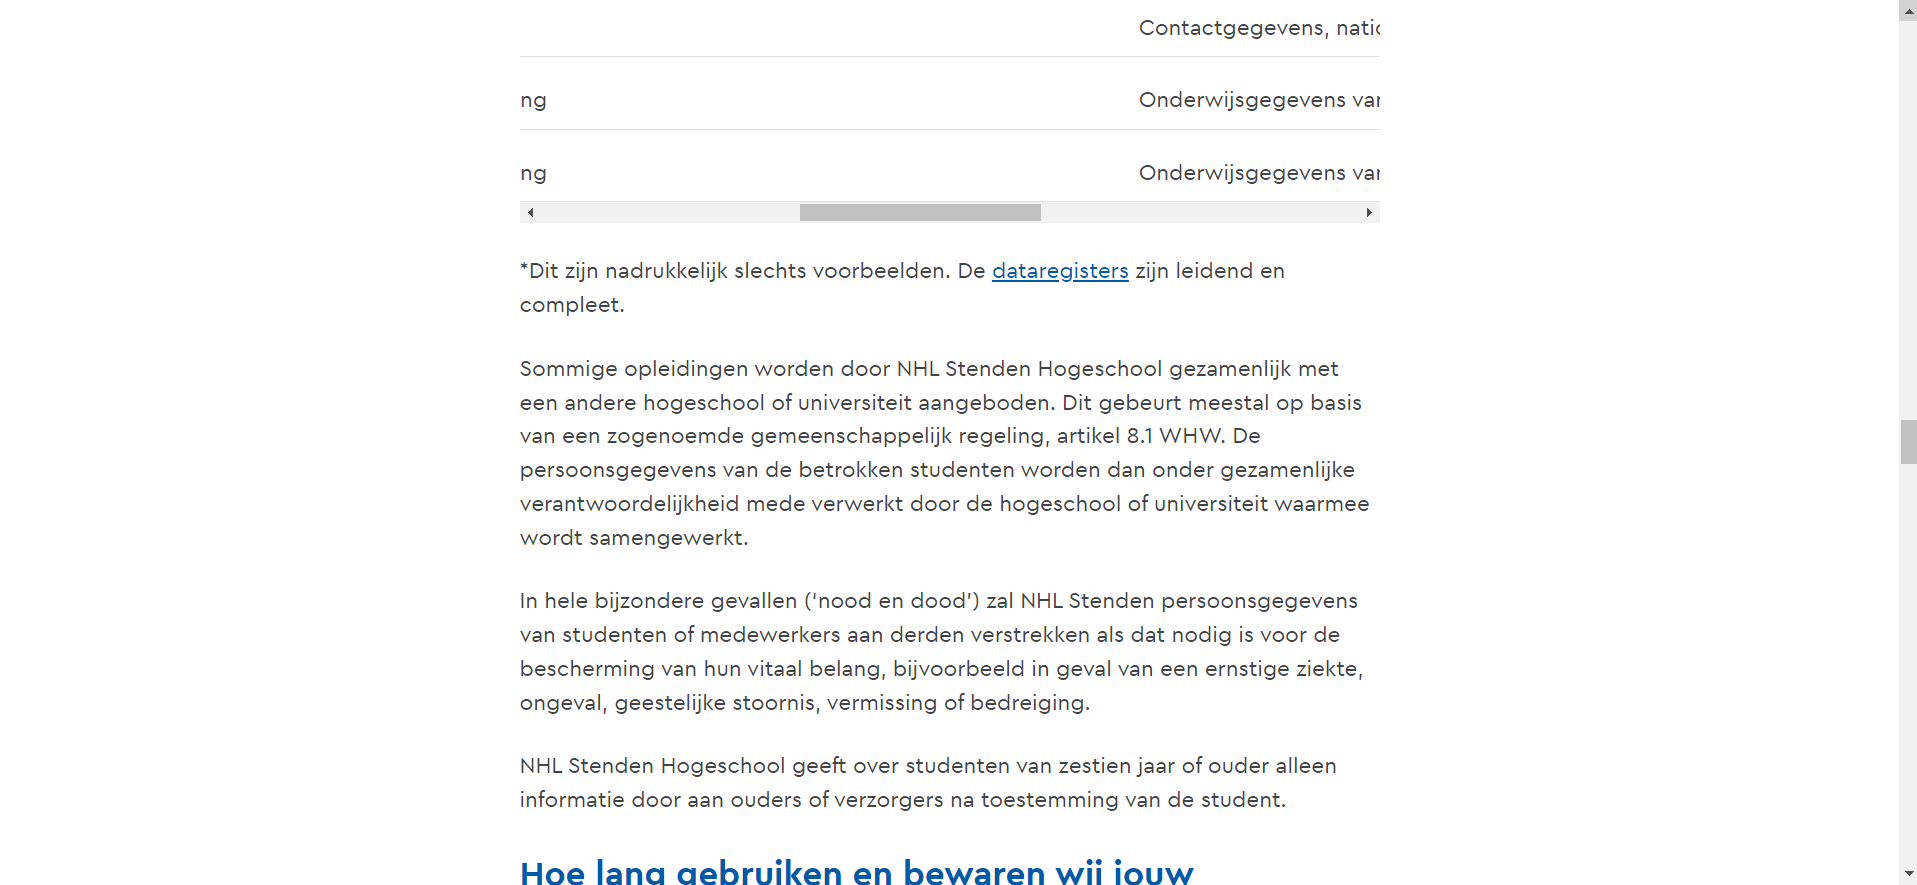 Contactgegevens,
ng Onderwijsgegevens
ng Onderwijsgegevens
*Dit zijn nadrukkelijk slechts voorbeelden. De dataregisters zijn leidend en
compleet.
Sommige opleidingen worden door NHL Stenden Hogeschool gezamenlijk met
een andere hogeschool of universiteit aangeboden. Dit gebeurt meestal op basis
van een zogenoemde gemeenschappelijk regeling, artikel 8.1 WHW. De
persoonsgegevens van de betrokken studenten worden dan onder gezamenlijke
verantwoordelijkheid mede verwerkt door de hogeschool of universiteit waarmee
wordt samengewerkt.
In hele bijzondere gevallen (‘nood en dood’) zal NHL Stenden persoonsgegevens
van studenten of medewerkers aan derden verstrekken als dat nodig is voor de
bescherming van hun vitaal belang, bijvoorbeeld in geval van een ernstige ziekte,
ongeval, geestelijke stoornis, vermissing of bedreiging.
NHL Stenden Hogeschool geeft over studenten van zestien jaar of ouder alleen
informatie door aan ouders of verzorgers na toestemming van de student.
Hoe lang gebruiken en bewaren wij jouw